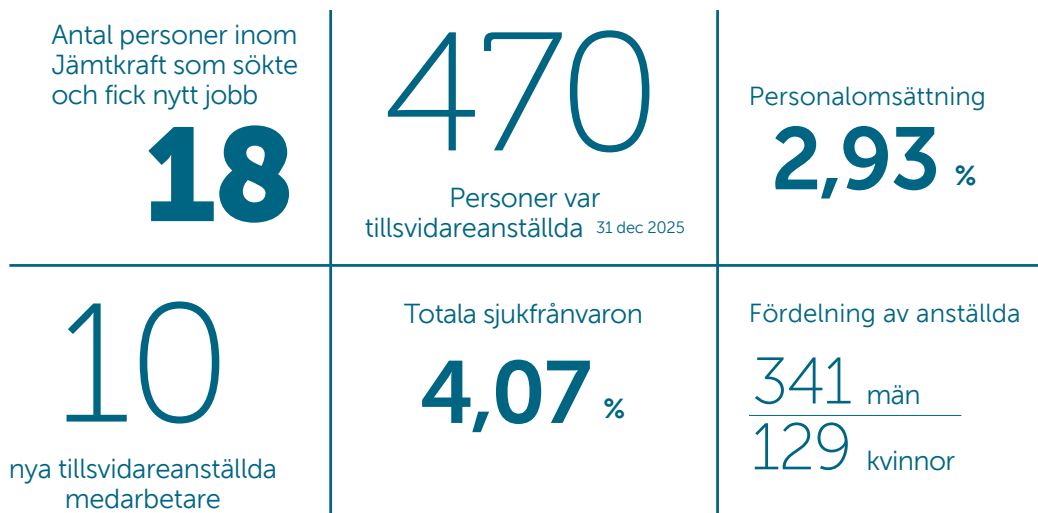 Antal personer inom
Jämtkraft som sökte
och fick nytt jobb
18
470
Personer var
tillsvidareanställda 31 dec 2025
Personalomsättning
2,93 %
10
nya tillsvidareanställda
medarbetare
Totala sjukfrånvaron
4,07 %
Fördelning av anställda
341 män
129 kvinnor